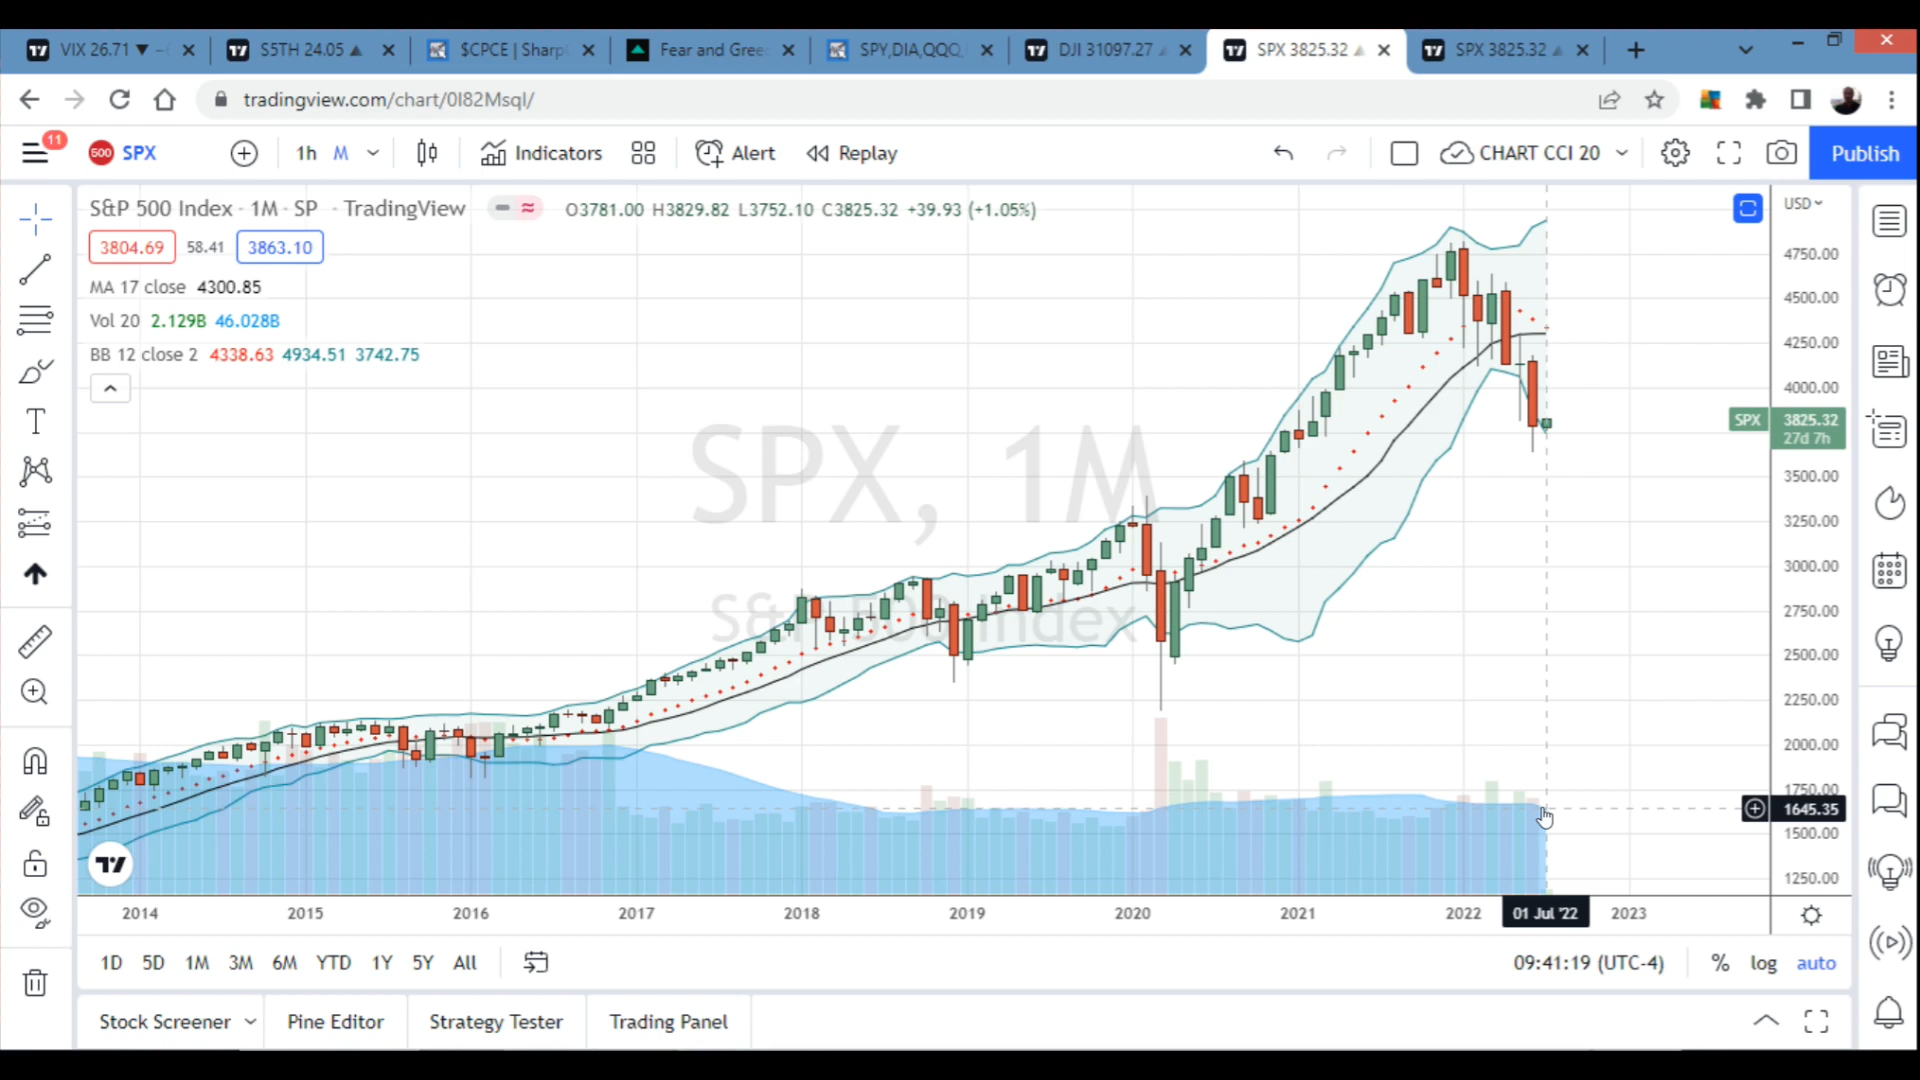 VIX 26.71 ▼
S5TH 24.05 ▲
$CPCE | Sharp
Fear and Gree
SPY,DIA,QQQ,
DJI 31097.27
SPX 3825.32
SPX 3825.32
tradingview.com/chart/0I82Msql/
11
500 SPX
1h M
Indicators
Alert
Replay
CHART CCI 20
Publish
S&P 500 Index · 1M · SP · TradingView
O3781.00 H3829.82 L3752.10 C3825.32 +39.93 (+1.05%)
USD
3804.69 58.41 3863.10
MA 17 close 4300.85
Vol 20 2.129B 46.028B
BB 12 close 2 4338.63 4934.51 3742.75
SPX, 1M
S&P 500 Index
4750.00
4500.00
4250.00
4000.00
SPX 3825.32
27d 7h
3500.00
3250.00
3000.00
2750.00
2500.00
2250.00
2000.00
1750.00
1645.35
1500.00
1250.00
2014 2015 2016 2017 2018 2019 2020 2021 2022 01 Jul '22 2023
1D 5D 1M 3M 6M YTD 1Y 5Y All
09:41:19 (UTC-4) % log auto
Stock Screener Pine Editor Strategy Tester Trading Panel